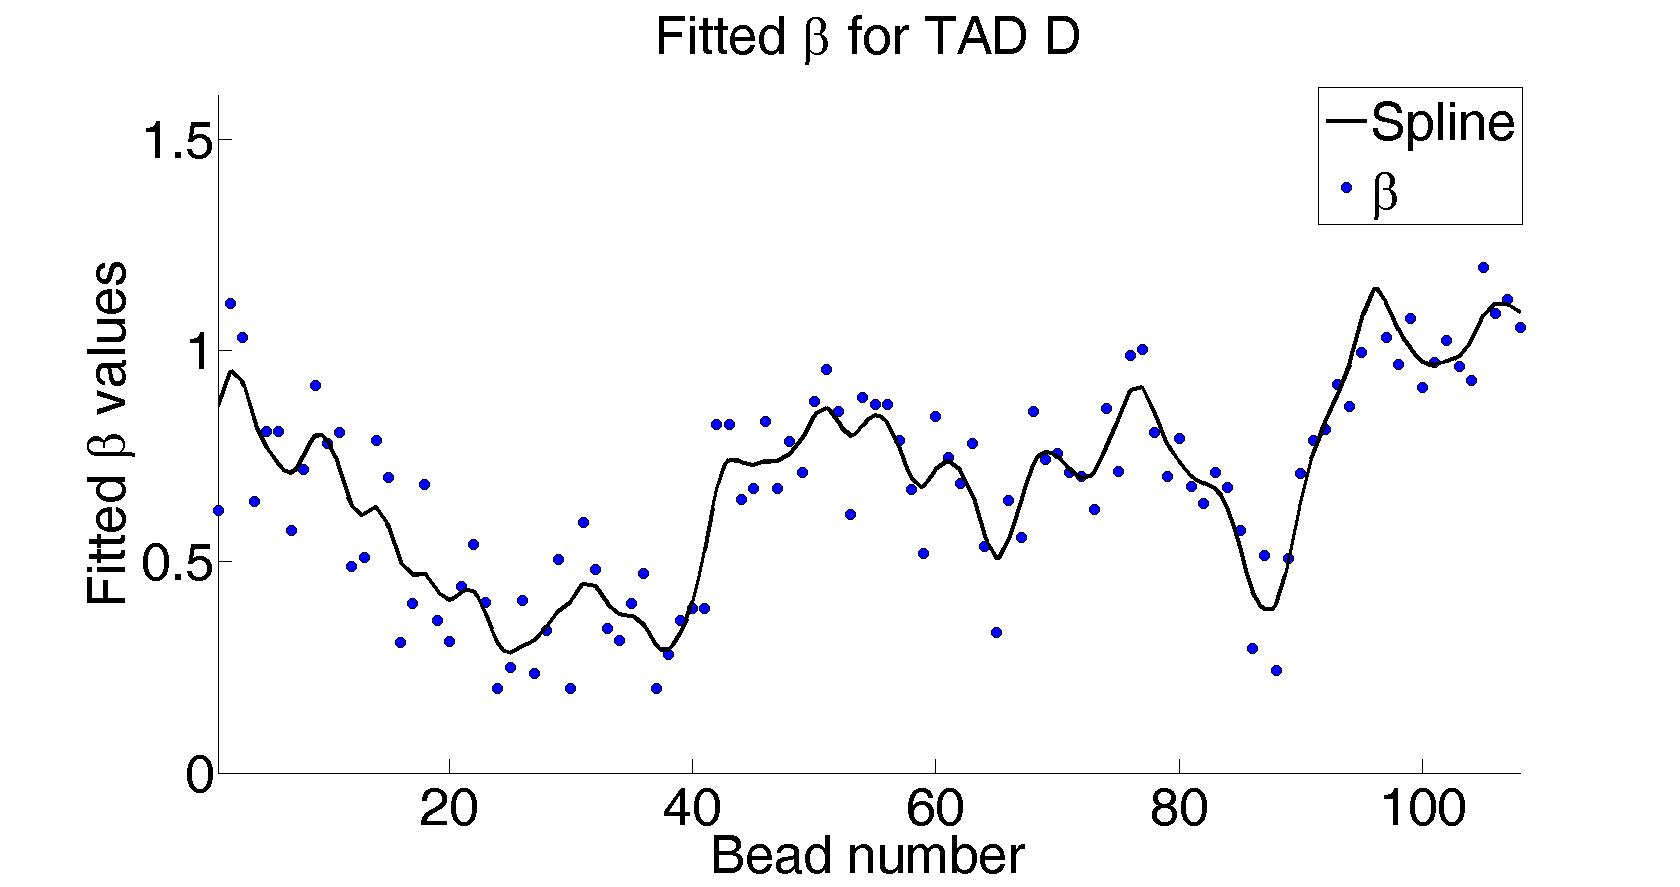 Fitted β for TAD D
Spline
β
1.5
1
0.5
0
Fitted β values
20 40 60 80 100
Bead number